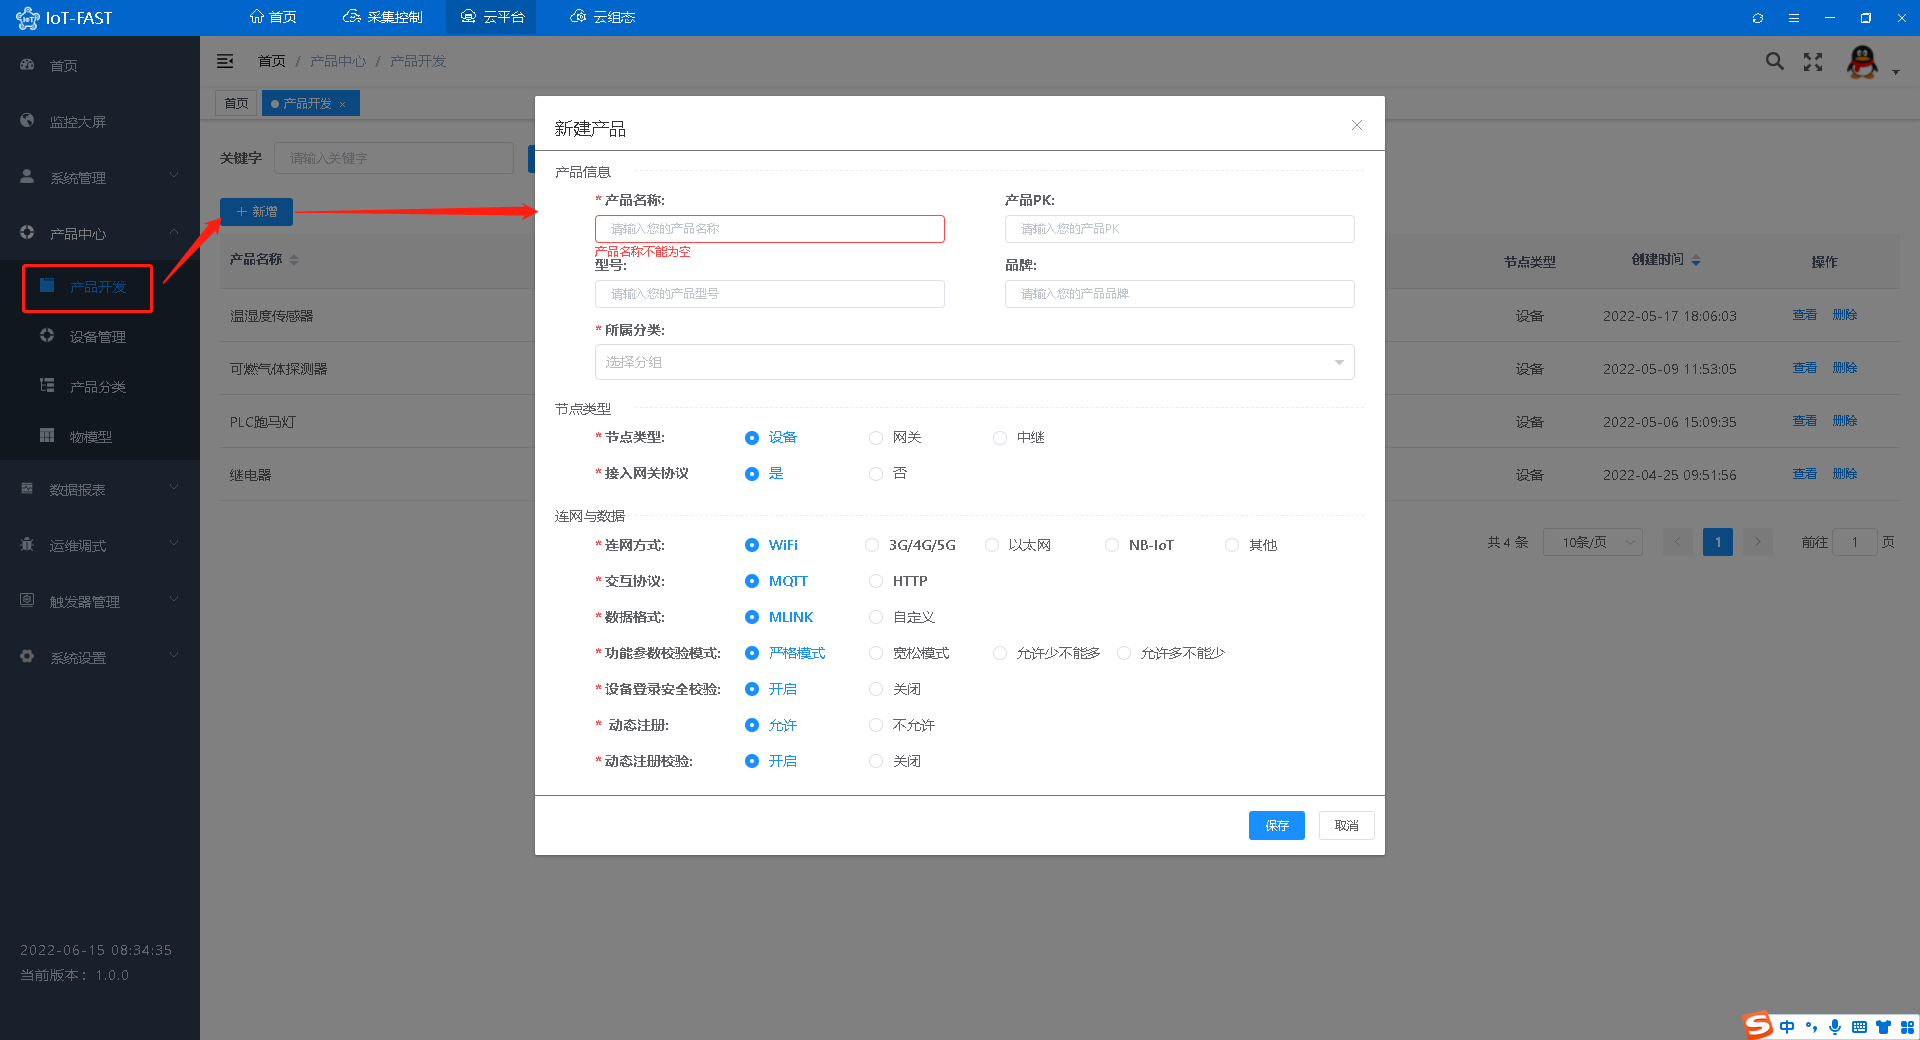 IoT-FAST
首页
采集控制
云平台
云组态
首页
监控大屏
系统管理
产品中心
产品开发
设备管理
产品分类
物模型
数据报表
运维调式
触发器管理
系统设置
2022-06-15 08:34:35
当前版本：1.0.0
首页 / 产品中心 / 产品开发
首页
产品开发 ×
关键字
请输入关键字
+ 新增
产品名称
节点类型
创建时间
操作
温湿度传感器
设备
2022-05-17 18:06:03
查看
删除
可燃气体探测器
设备
2022-05-09 11:53:05
查看
删除
PLC跑马灯
设备
2022-05-06 15:09:35
查看
删除
继电器
设备
2022-04-25 09:51:56
查看
删除
共 4 条
10条/页
1
前往
1
页
新建产品
产品信息
* 产品名称:
请输入您的产品名称
产品名称不能为空
产品PK:
请输入您的产品PK
型号:
请输入您的产品型号
品牌:
请输入您的产品品牌
* 所属分类:
选择分组
节点类型
* 节点类型:
设备
网关
中继
* 接入网关协议
是
否
连网与数据
* 连网方式:
WiFi
3G/4G/5G
以太网
NB-IoT
其他
* 交互协议:
MQTT
HTTP
* 数据格式:
MLINK
自定义
* 功能参数校验模式:
严格模式
宽松模式
允许少不能多
允许多不能少
* 设备登录安全校验:
开启
关闭
* 动态注册:
允许
不允许
* 动态注册校验:
开启
关闭
保存
取消
中